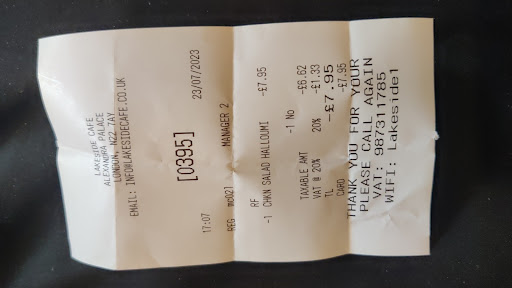 LAKESIDE CAFE
ALEXANDRA PALACE
LONDON, N22 7AY
EMAIL: INFO@LAKESIDECAFE.CO.UK
23/07/2023
[0395]
17:07
REG MC02] MANAGER 2
RF
-1 CHKN SALAD HALLOUMI -£7.95
-1 No
TAXABLE AMT -£6.62
VAT @ 20% 20% -£1.33
TL -£7.95
CARD -£7.95
THANK YOU FOR YOUR
PLEASE CALL AGAIN
VAT: 987311785
WIFI: Lakeside1